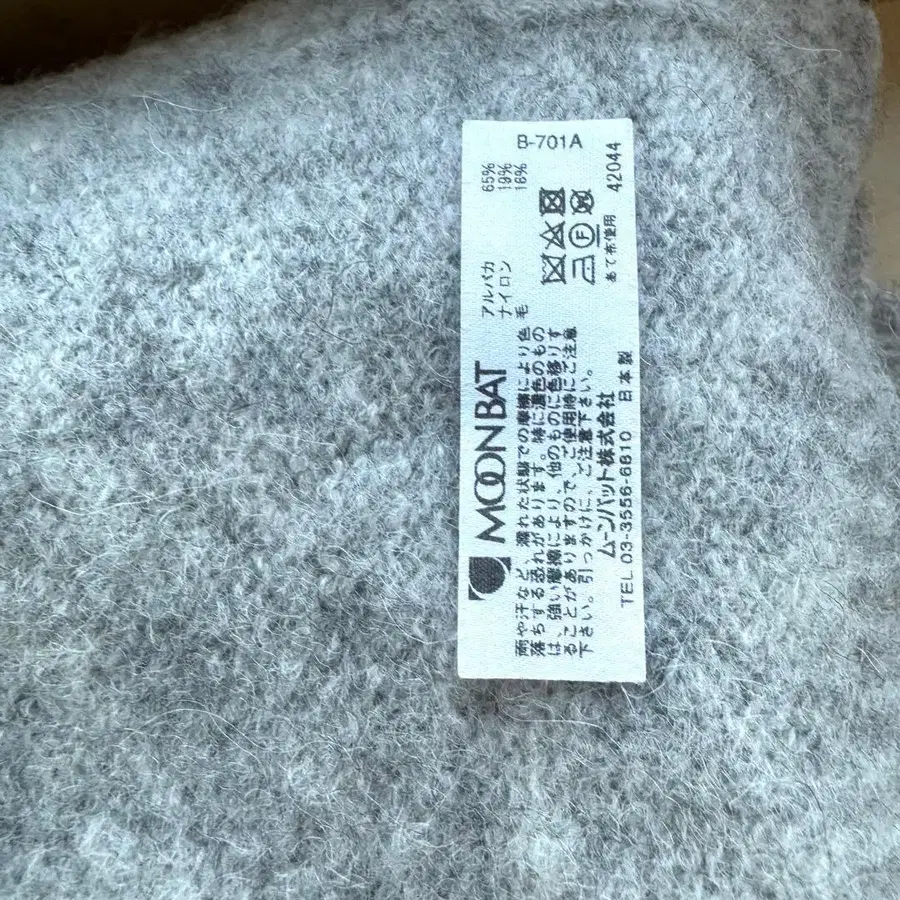 B-701A
MOONBAT
アルパカ 65%
ナイロン 19%
毛 16%
雨や汗など、濡れた状態での摩擦により色
落ちする恐れがあります。特に濃色のもの
は、強い摩擦により、他のものに色移りす
ることがありますので、ご使用時にご注意
下さい。引っかけに、ご注意下さい。
F
あて布使用
42044
ムーンバット株式会社
日本製
TEL 03-3556-6810